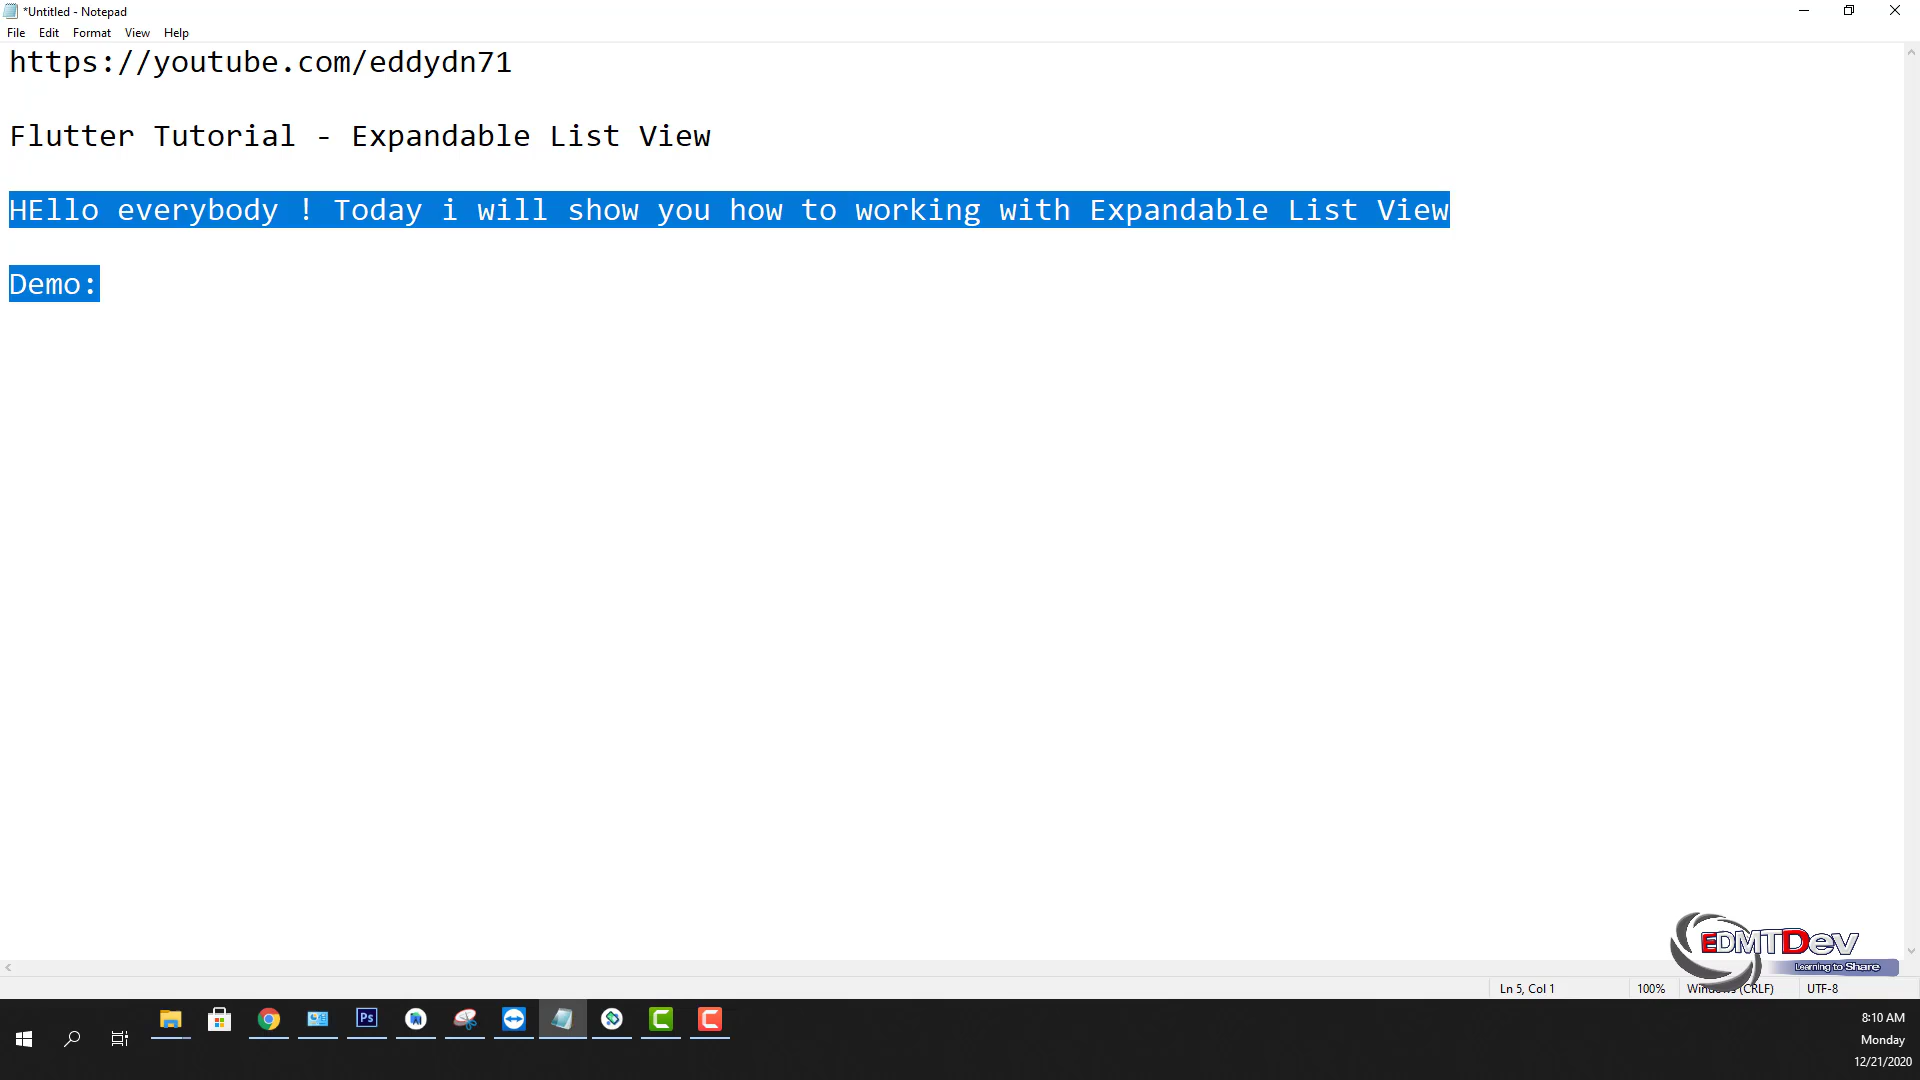 *Untitled - Notepad
File Edit Format View Help
https://youtube.com/eddydn71
Flutter Tutorial - Expandable List View
HEllo everybody ! Today i will show you how to working with Expandable List View
Demo:
EDMTDev
Learning to Share
Ln 5, Col 1 100% Windows (CRLF) UTF-8
Ps
8:10 AM
Monday
12/21/2020